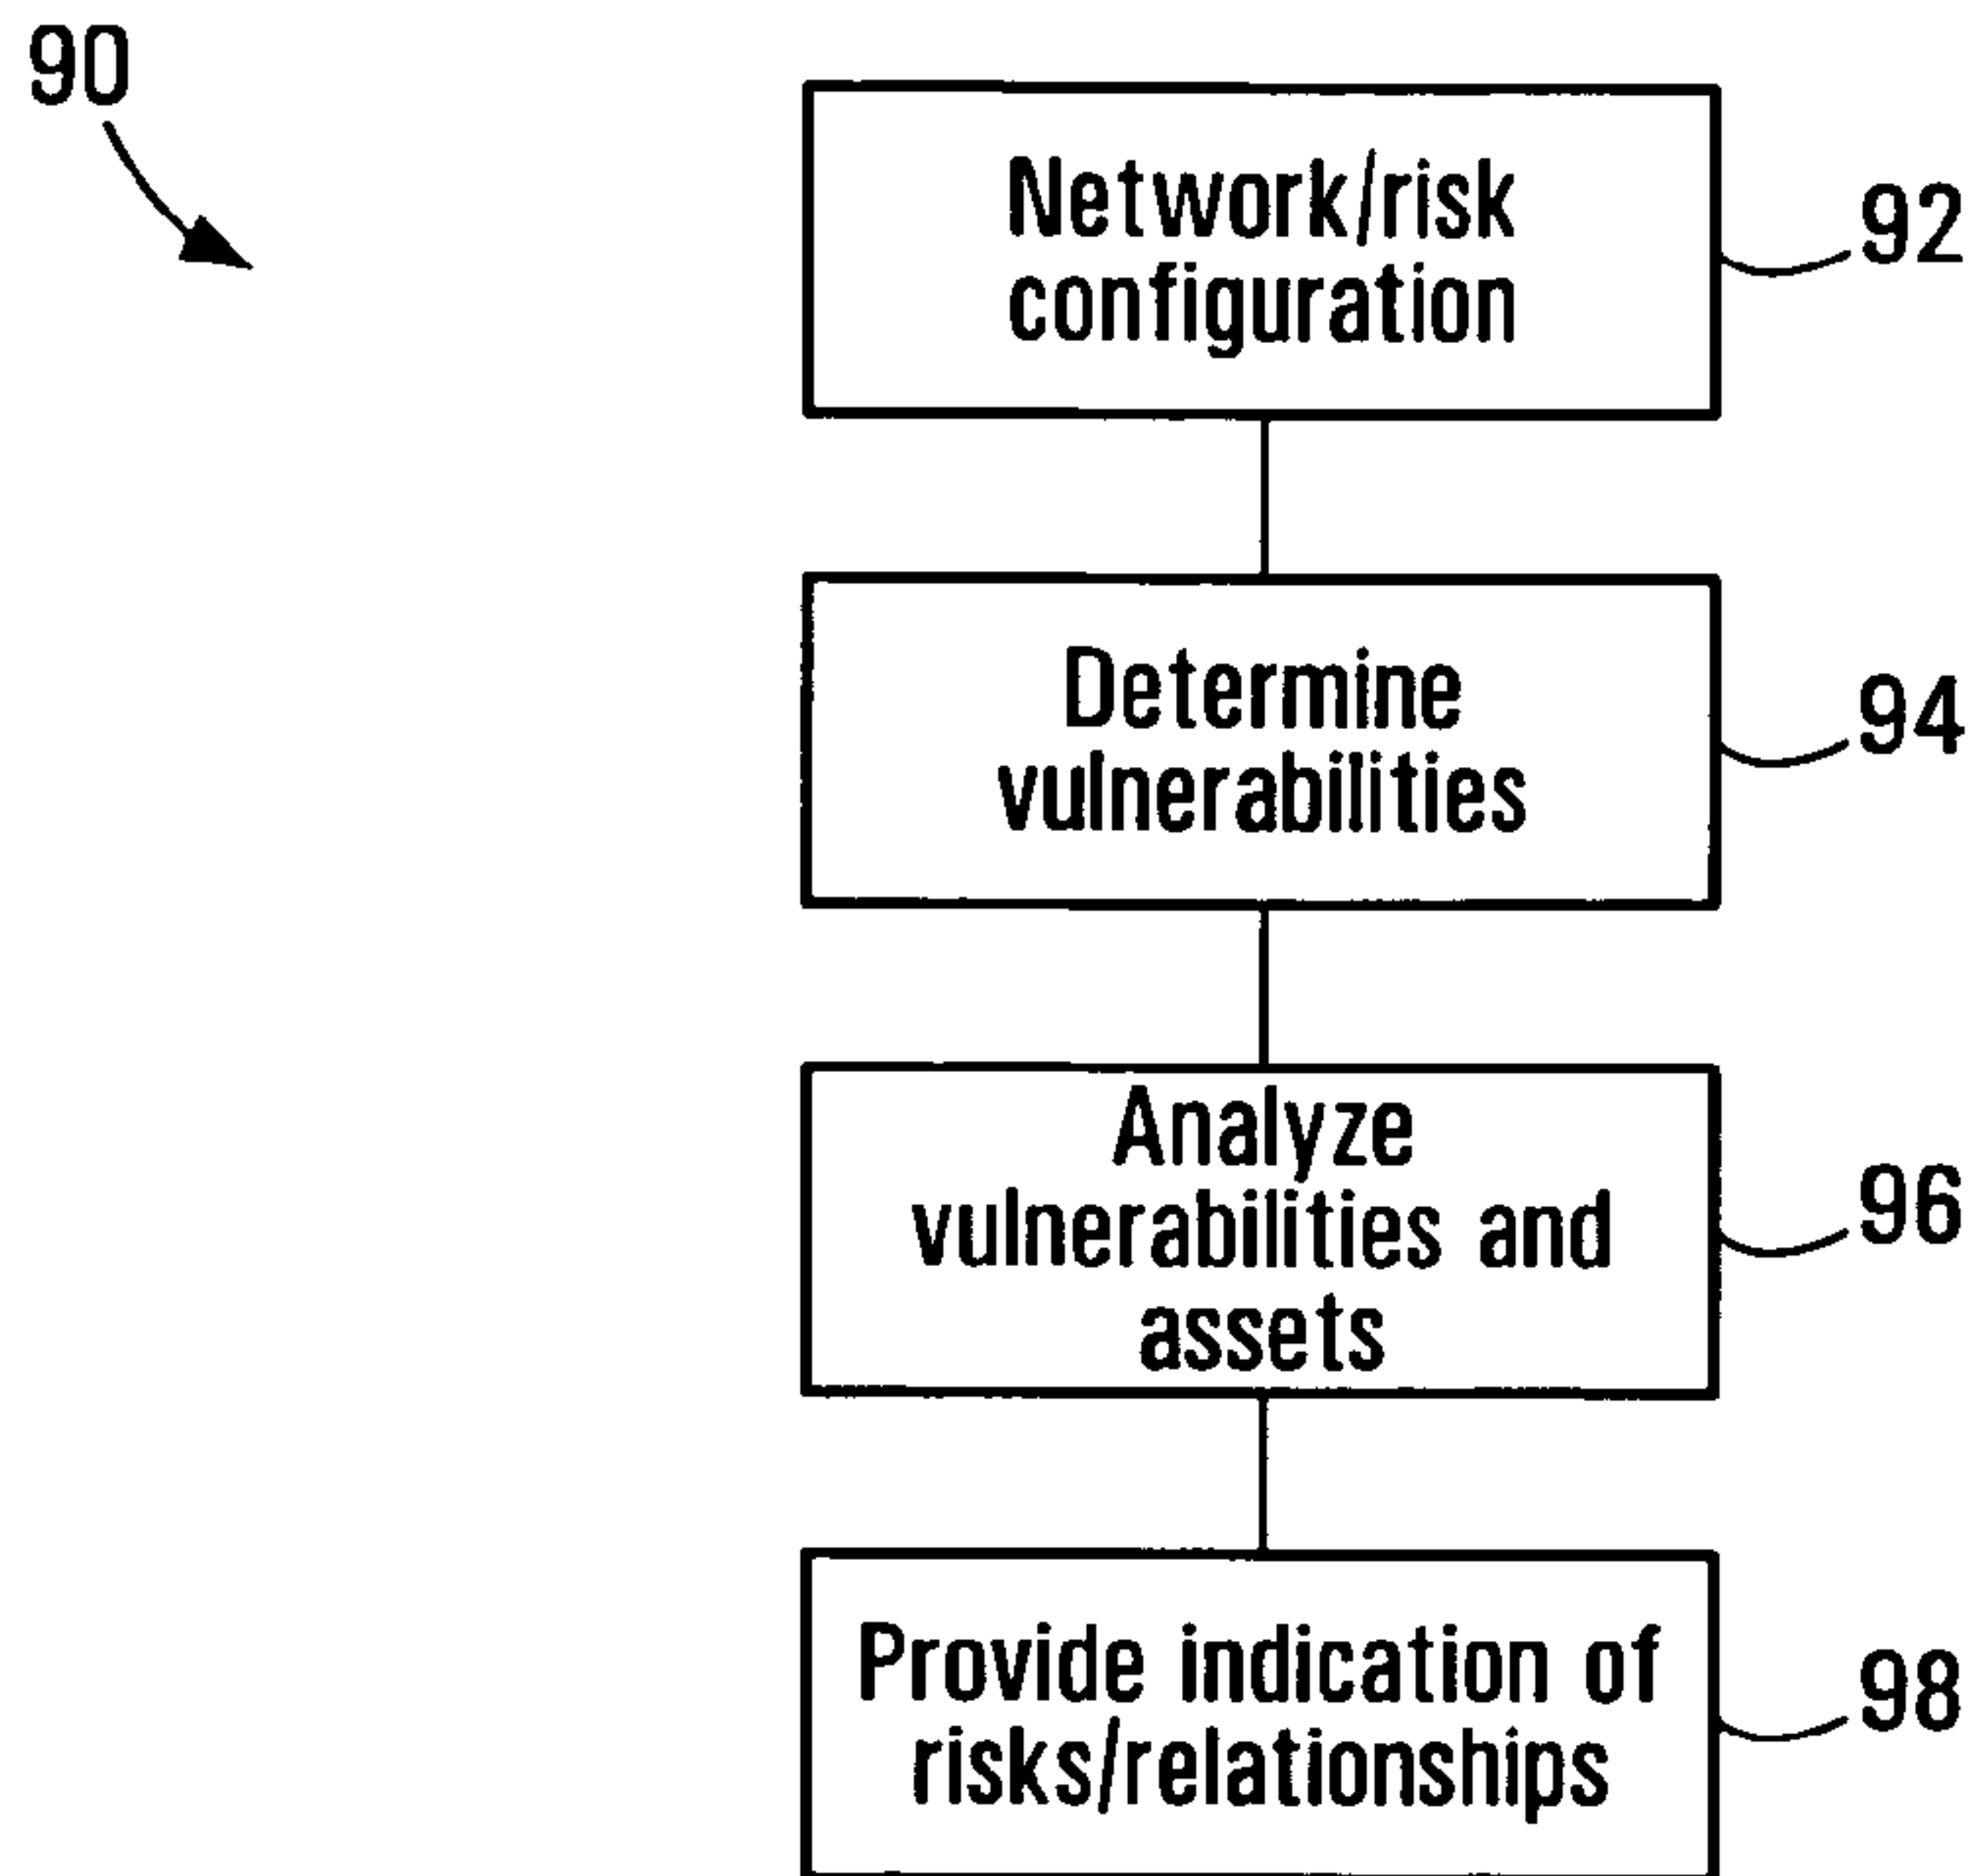 90
Network/risk
configuration
92
Determine
vulnerabilities
94
Analyze
vulnerabilities and
assets
96
Provide indication of
risks/relationships
98